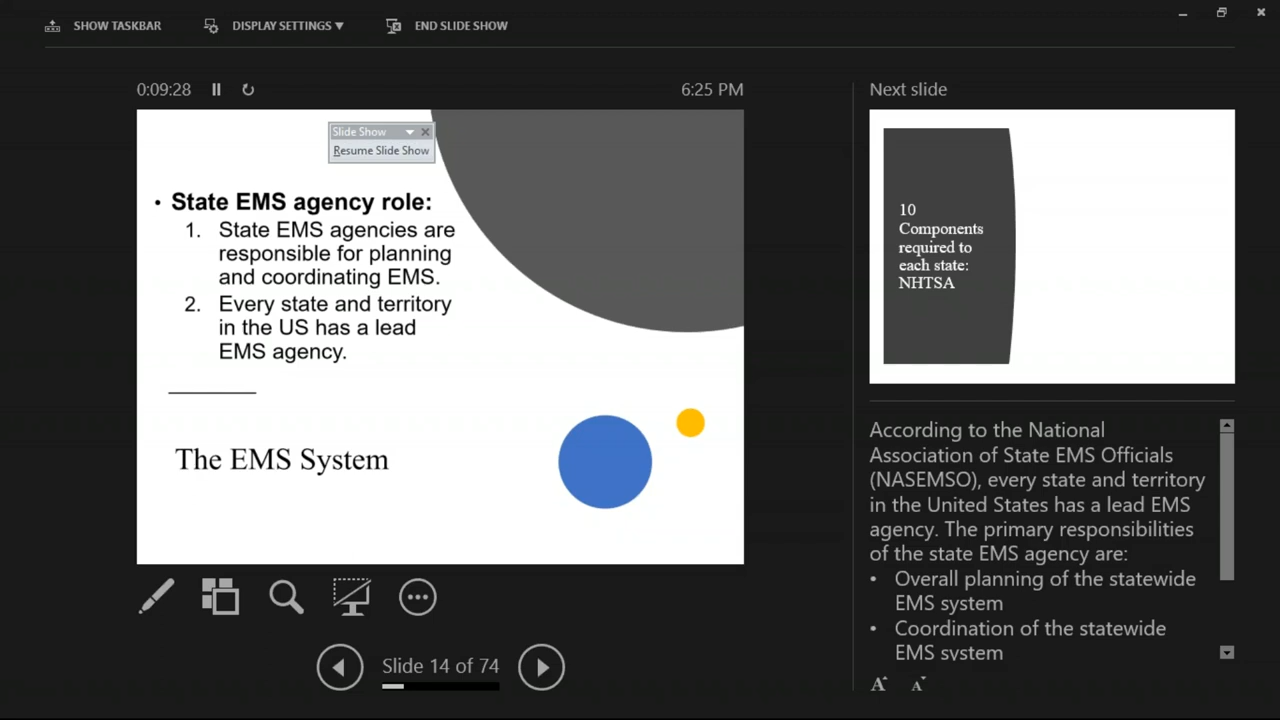 SHOW TASKBAR
DISPLAY SETTINGS ▼
END SLIDE SHOW
0:09:28
6:25 PM
Slide Show
Resume Slide Show
• State EMS agency role:
1. State EMS agencies are
responsible for planning
and coordinating EMS.
2. Every state and territory
in the US has a lead
EMS agency.
The EMS System
Slide 14 of 74
Next slide
10
Components
required to
each state:
NHTSA
According to the National
Association of State EMS Officials
(NASEMSO), every state and territory
in the United States has a lead EMS
agency. The primary responsibilities
of the state EMS agency are:
• Overall planning of the statewide
EMS system
• Coordination of the statewide
EMS system
A A